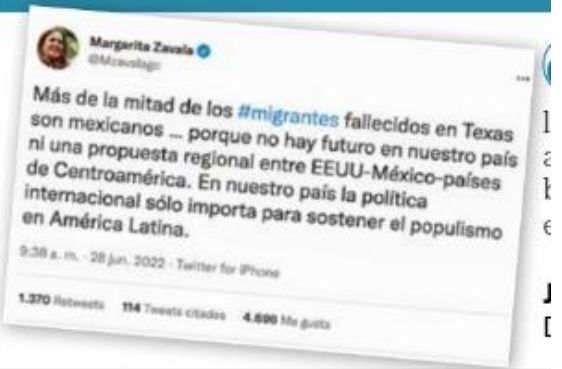 Margarita Zavala
@Mzavalagc
Más de la mitad de los #migrantes fallecidos en Texas
son mexicanos ... porque no hay futuro en nuestro país
ni una propuesta regional entre EEUU-México-países
de Centroamérica. En nuestro país la política
internacional sólo importa para sostener el populismo
en América Latina.
9:38 a. m. · 28 jun. 2022 · Twitter for iPhone
1.370 Retweets 114 Tweets citados 4.696 Me gusta